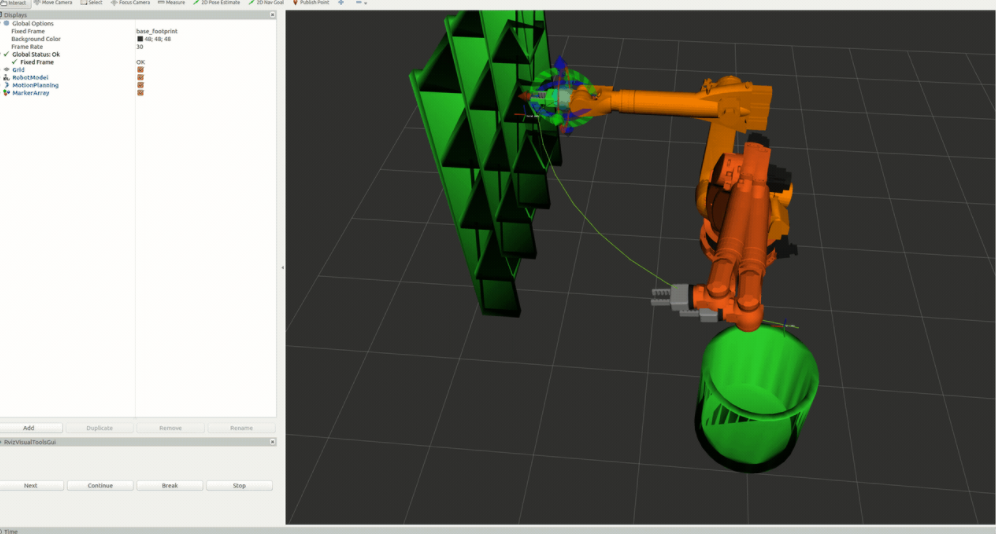 Interact Move Camera Select Focus Camera Measure 2D Pose Estimate 2D Nav Goal Publish Point
Displays
Global Options
Fixed Frame base_footprint
Background Color 48; 48; 48
Frame Rate 30
Global Status: Ok
Fixed Frame OK
Grid
RobotModel
MotionPlanning
MarkerArray
Add Duplicate Remove Rename
RvizVisualToolsGui
Next Continue Break Stop
Time